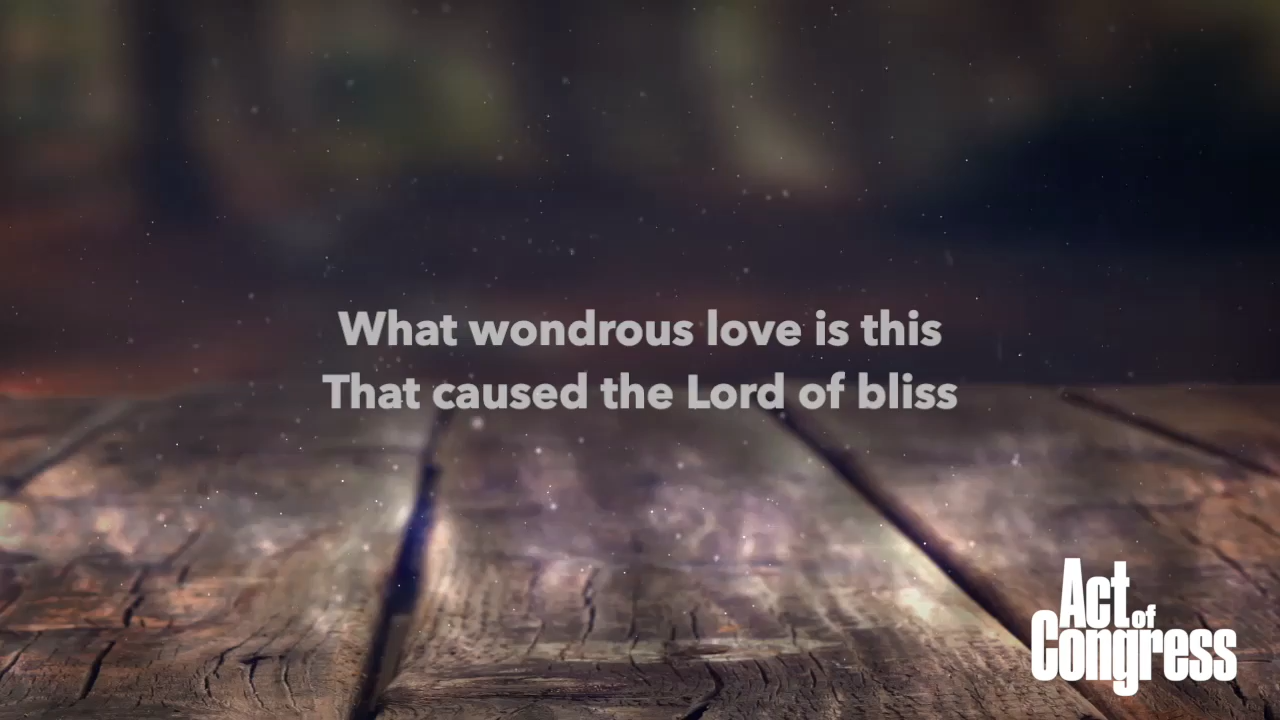 What wondrous love is this
That caused the Lord of bliss
Act of
Congress